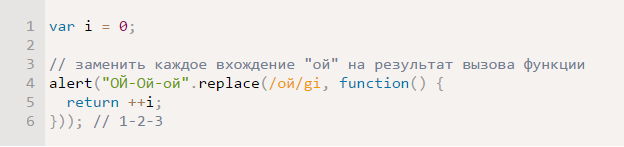 1 var i = 0;
2
3 // заменить каждое вхождение "ой" на результат вызова функции
4 alert("ОЙ-Ой-ой".replace(/ой/gi, function() {
5   return ++i;
6 })); // 1-2-3